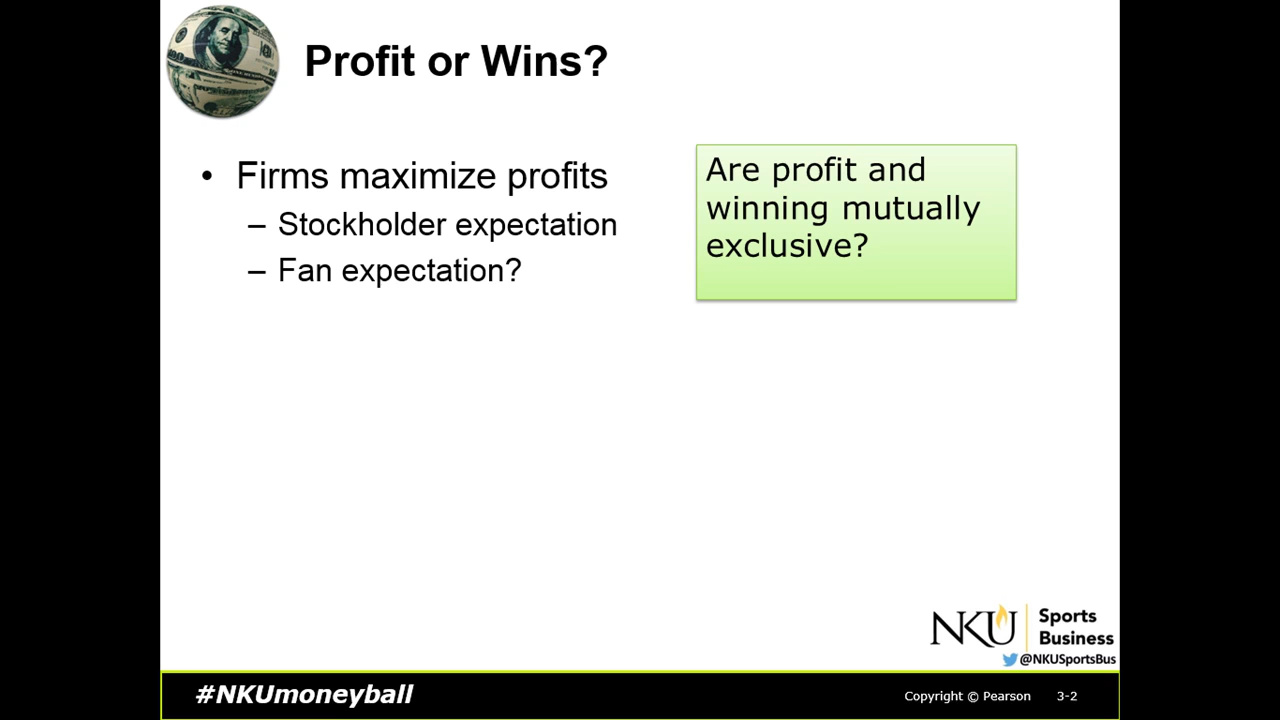 Profit or Wins?
• Firms maximize profits
– Stockholder expectation
– Fan expectation?
Are profit and
winning mutually
exclusive?
NKU Sports
Business
@NKUSportsBus
#NKUmoneyball
Copyright © Pearson 3-2